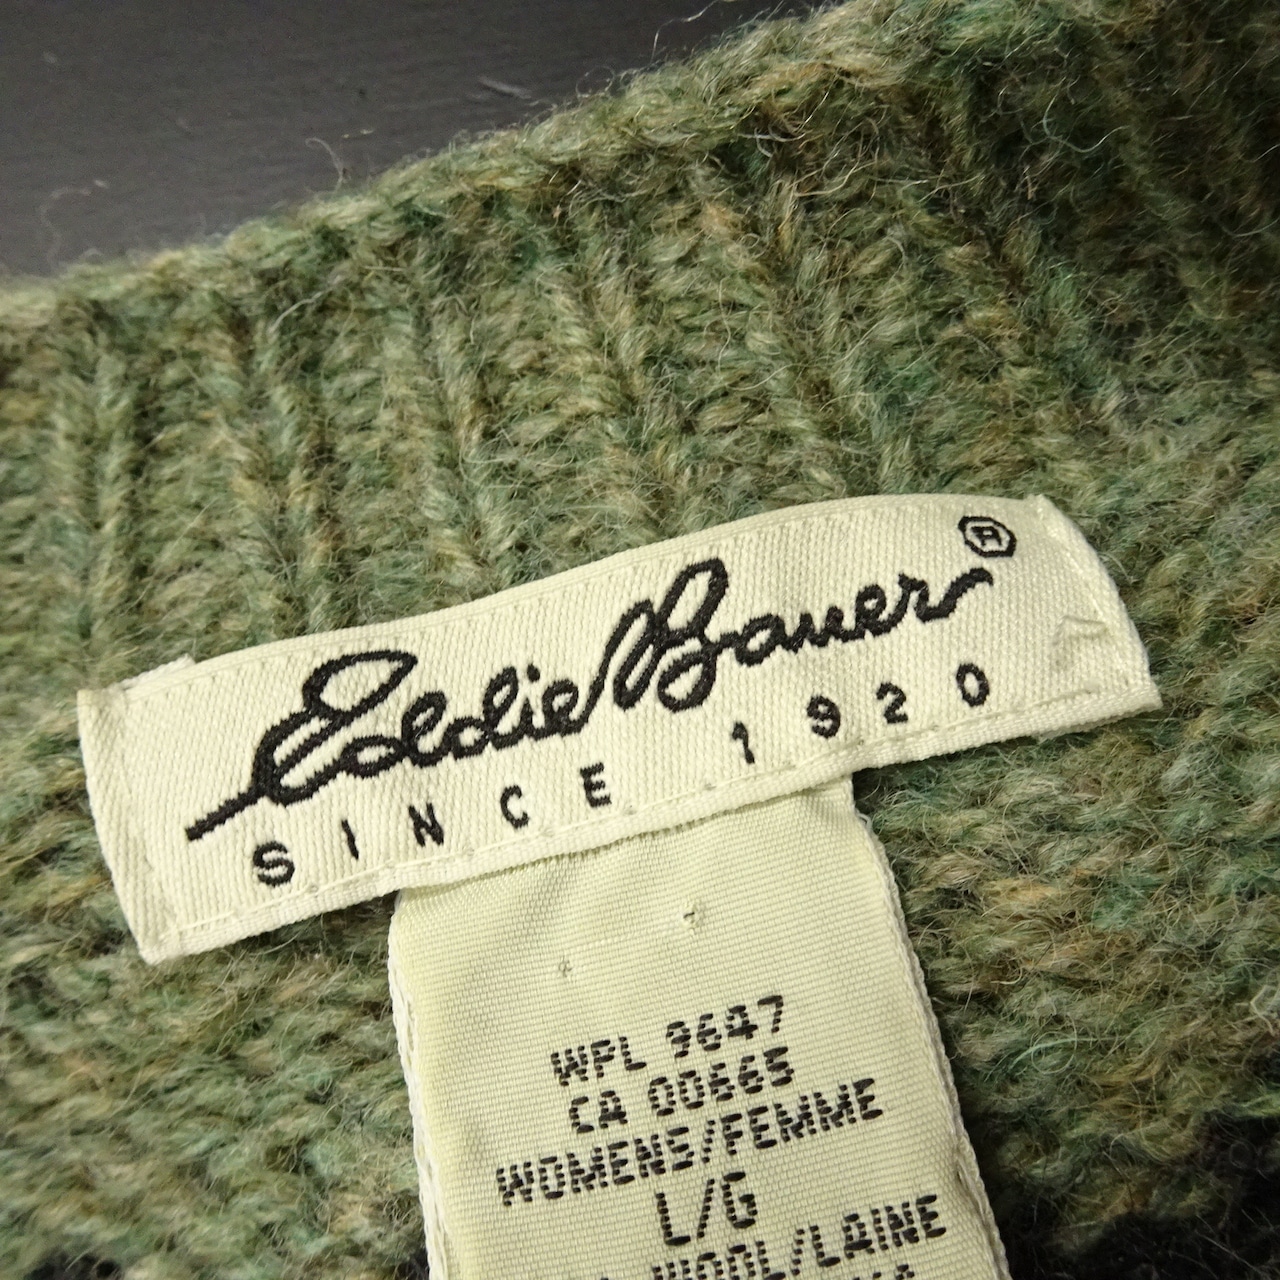 Eddie Bauer®
SINCE 1920
WPL 9647
CA 00665
WOMENS/FEMME
L/G
WOOL/LAINE